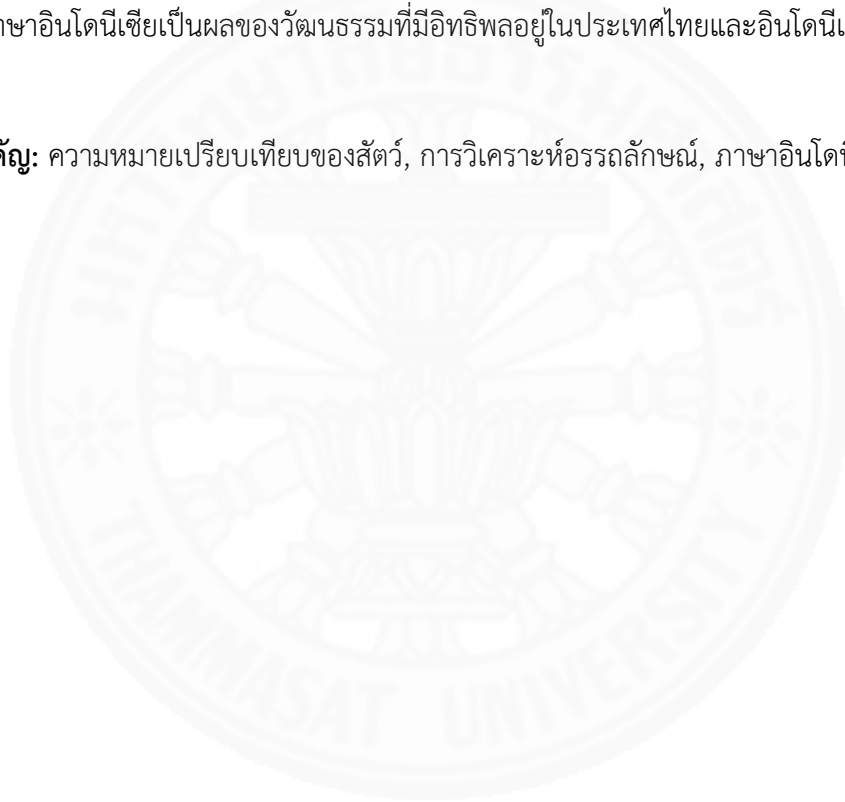 าษาอินโดนีเซียเป็นผลของวัฒนธรรมที่มีอิทธิพลอยู่ในประเทศไทยและอินโดนีเ
คัญ: ความหมายเปรียบเทียบของสัตว์, การวิเคราะห์อรรถลักษณ์, ภาษาอินโดนี
THAMMASAT UNIVERSITY